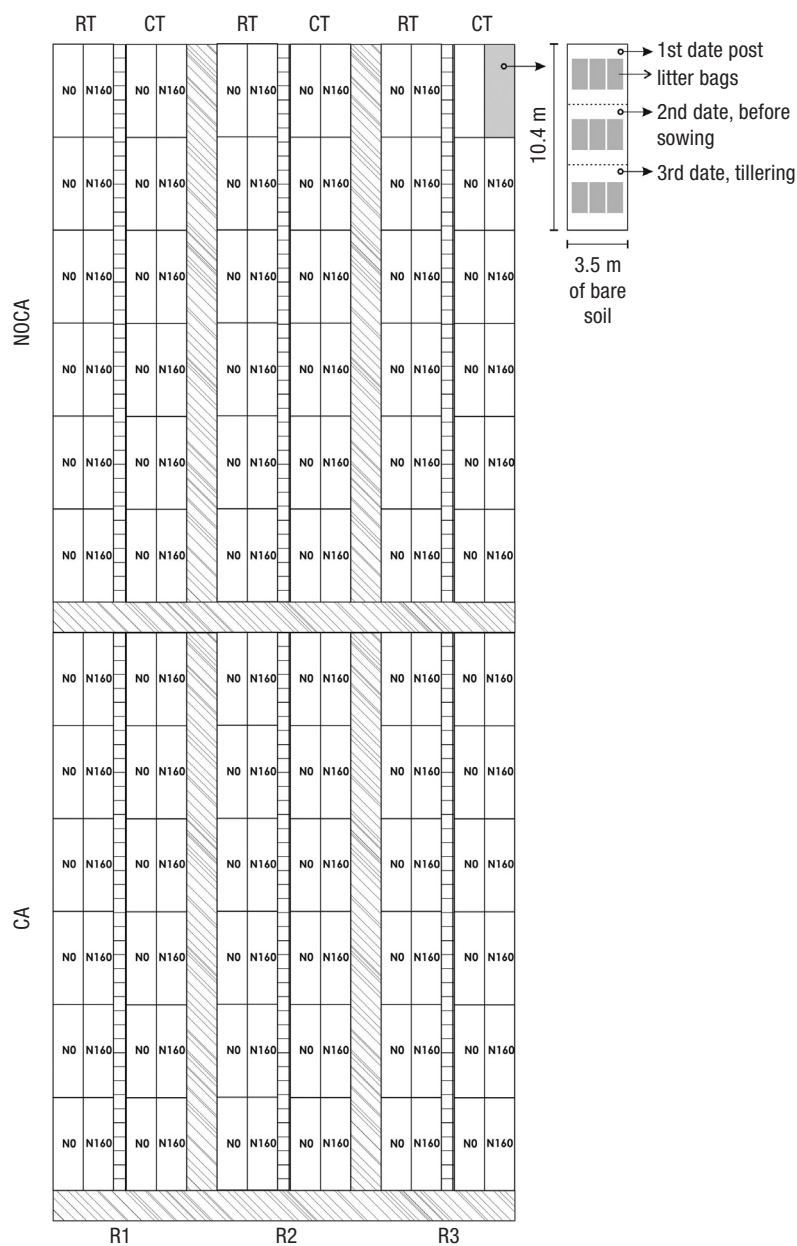 RT CT RT CT RT CT
1st date post
litter bags
2nd date, before
sowing
3rd date, tillering
10.4 m
3.5 m
of bare
soil
NOCA
N0 N160 N0 N160 N0 N160 N0 N160 N0 N160
N0 N160 N0 N160 N0 N160 N0 N160 N0 N160 N0 N160
N0 N160 N0 N160 N0 N160 N0 N160 N0 N160 N0 N160
N0 N160 N0 N160 N0 N160 N0 N160 N0 N160 N0 N160
N0 N160 N0 N160 N0 N160 N0 N160 N0 N160 N0 N160
N0 N160 N0 N160 N0 N160 N0 N160 N0 N160 N0 N160
CA
N0 N160 N0 N160 N0 N160 N0 N160 N0 N160 N0 N160
N0 N160 N0 N160 N0 N160 N0 N160 N0 N160 N0 N160
N0 N160 N0 N160 N0 N160 N0 N160 N0 N160 N0 N160
N0 N160 N0 N160 N0 N160 N0 N160 N0 N160 N0 N160
N0 N160 N0 N160 N0 N160 N0 N160 N0 N160 N0 N160
N0 N160 N0 N160 N0 N160 N0 N160 N0 N160 N0 N160
R1 R2 R3